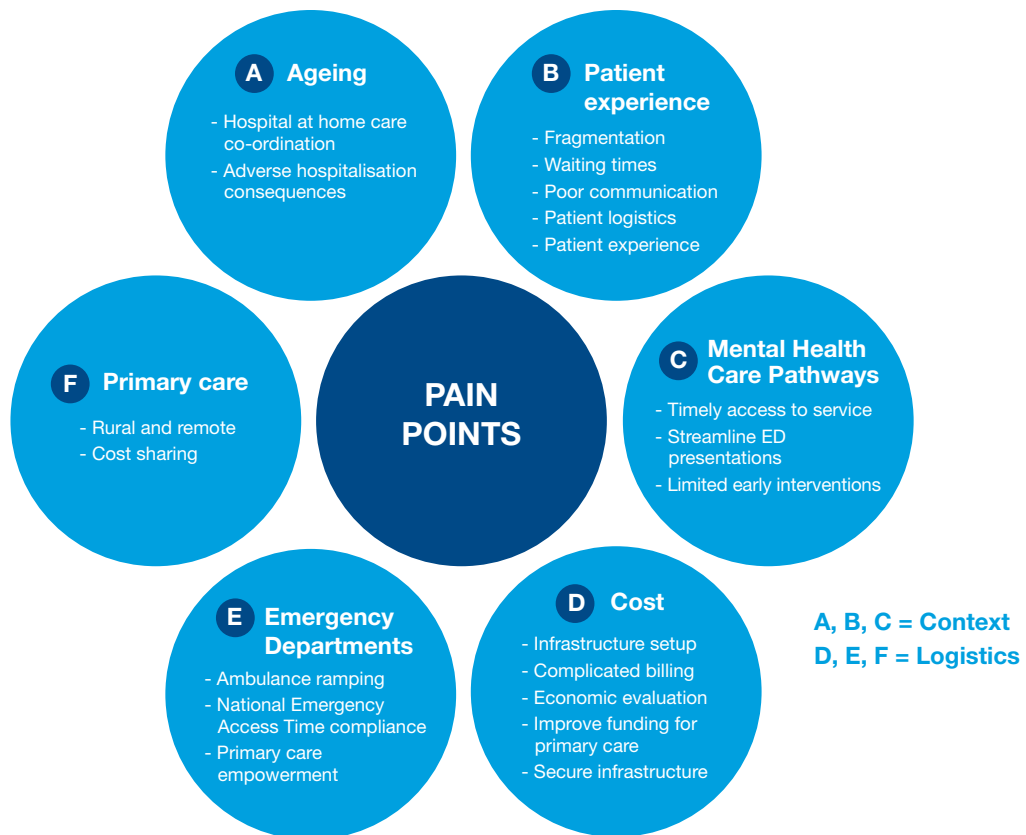 A Ageing
- Hospital at home care
co-ordination
- Adverse hospitalisation
consequences
B Patient
experience
- Fragmentation
- Waiting times
- Poor communication
- Patient logistics
- Patient experience
C Mental Health
Care Pathways
- Timely access to service
- Streamline ED
presentations
- Limited early interventions
D Cost
- Infrastructure setup
- Complicated billing
- Economic evaluation
- Improve funding for
primary care
- Secure infrastructure
E Emergency
Departments
- Ambulance ramping
- National Emergency
Access Time compliance
- Primary care
empowerment
F Primary care
- Rural and remote
- Cost sharing
PAIN
POINTS
A, B, C = Context
D, E, F = Logistics